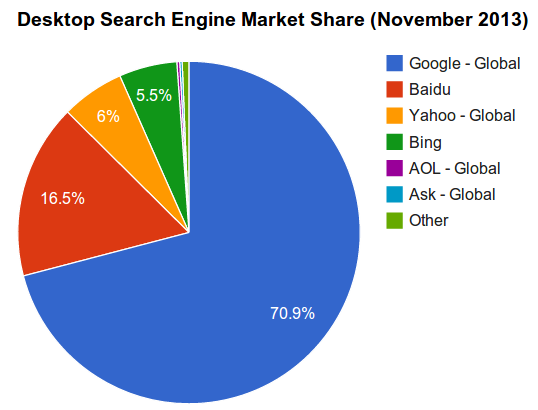 Desktop Search Engine Market Share (November 2013)
Google - Global
Baidu
Yahoo - Global
Bing
AOL - Global
Ask - Global
Other
5.5%
6%
16.5%
70.9%